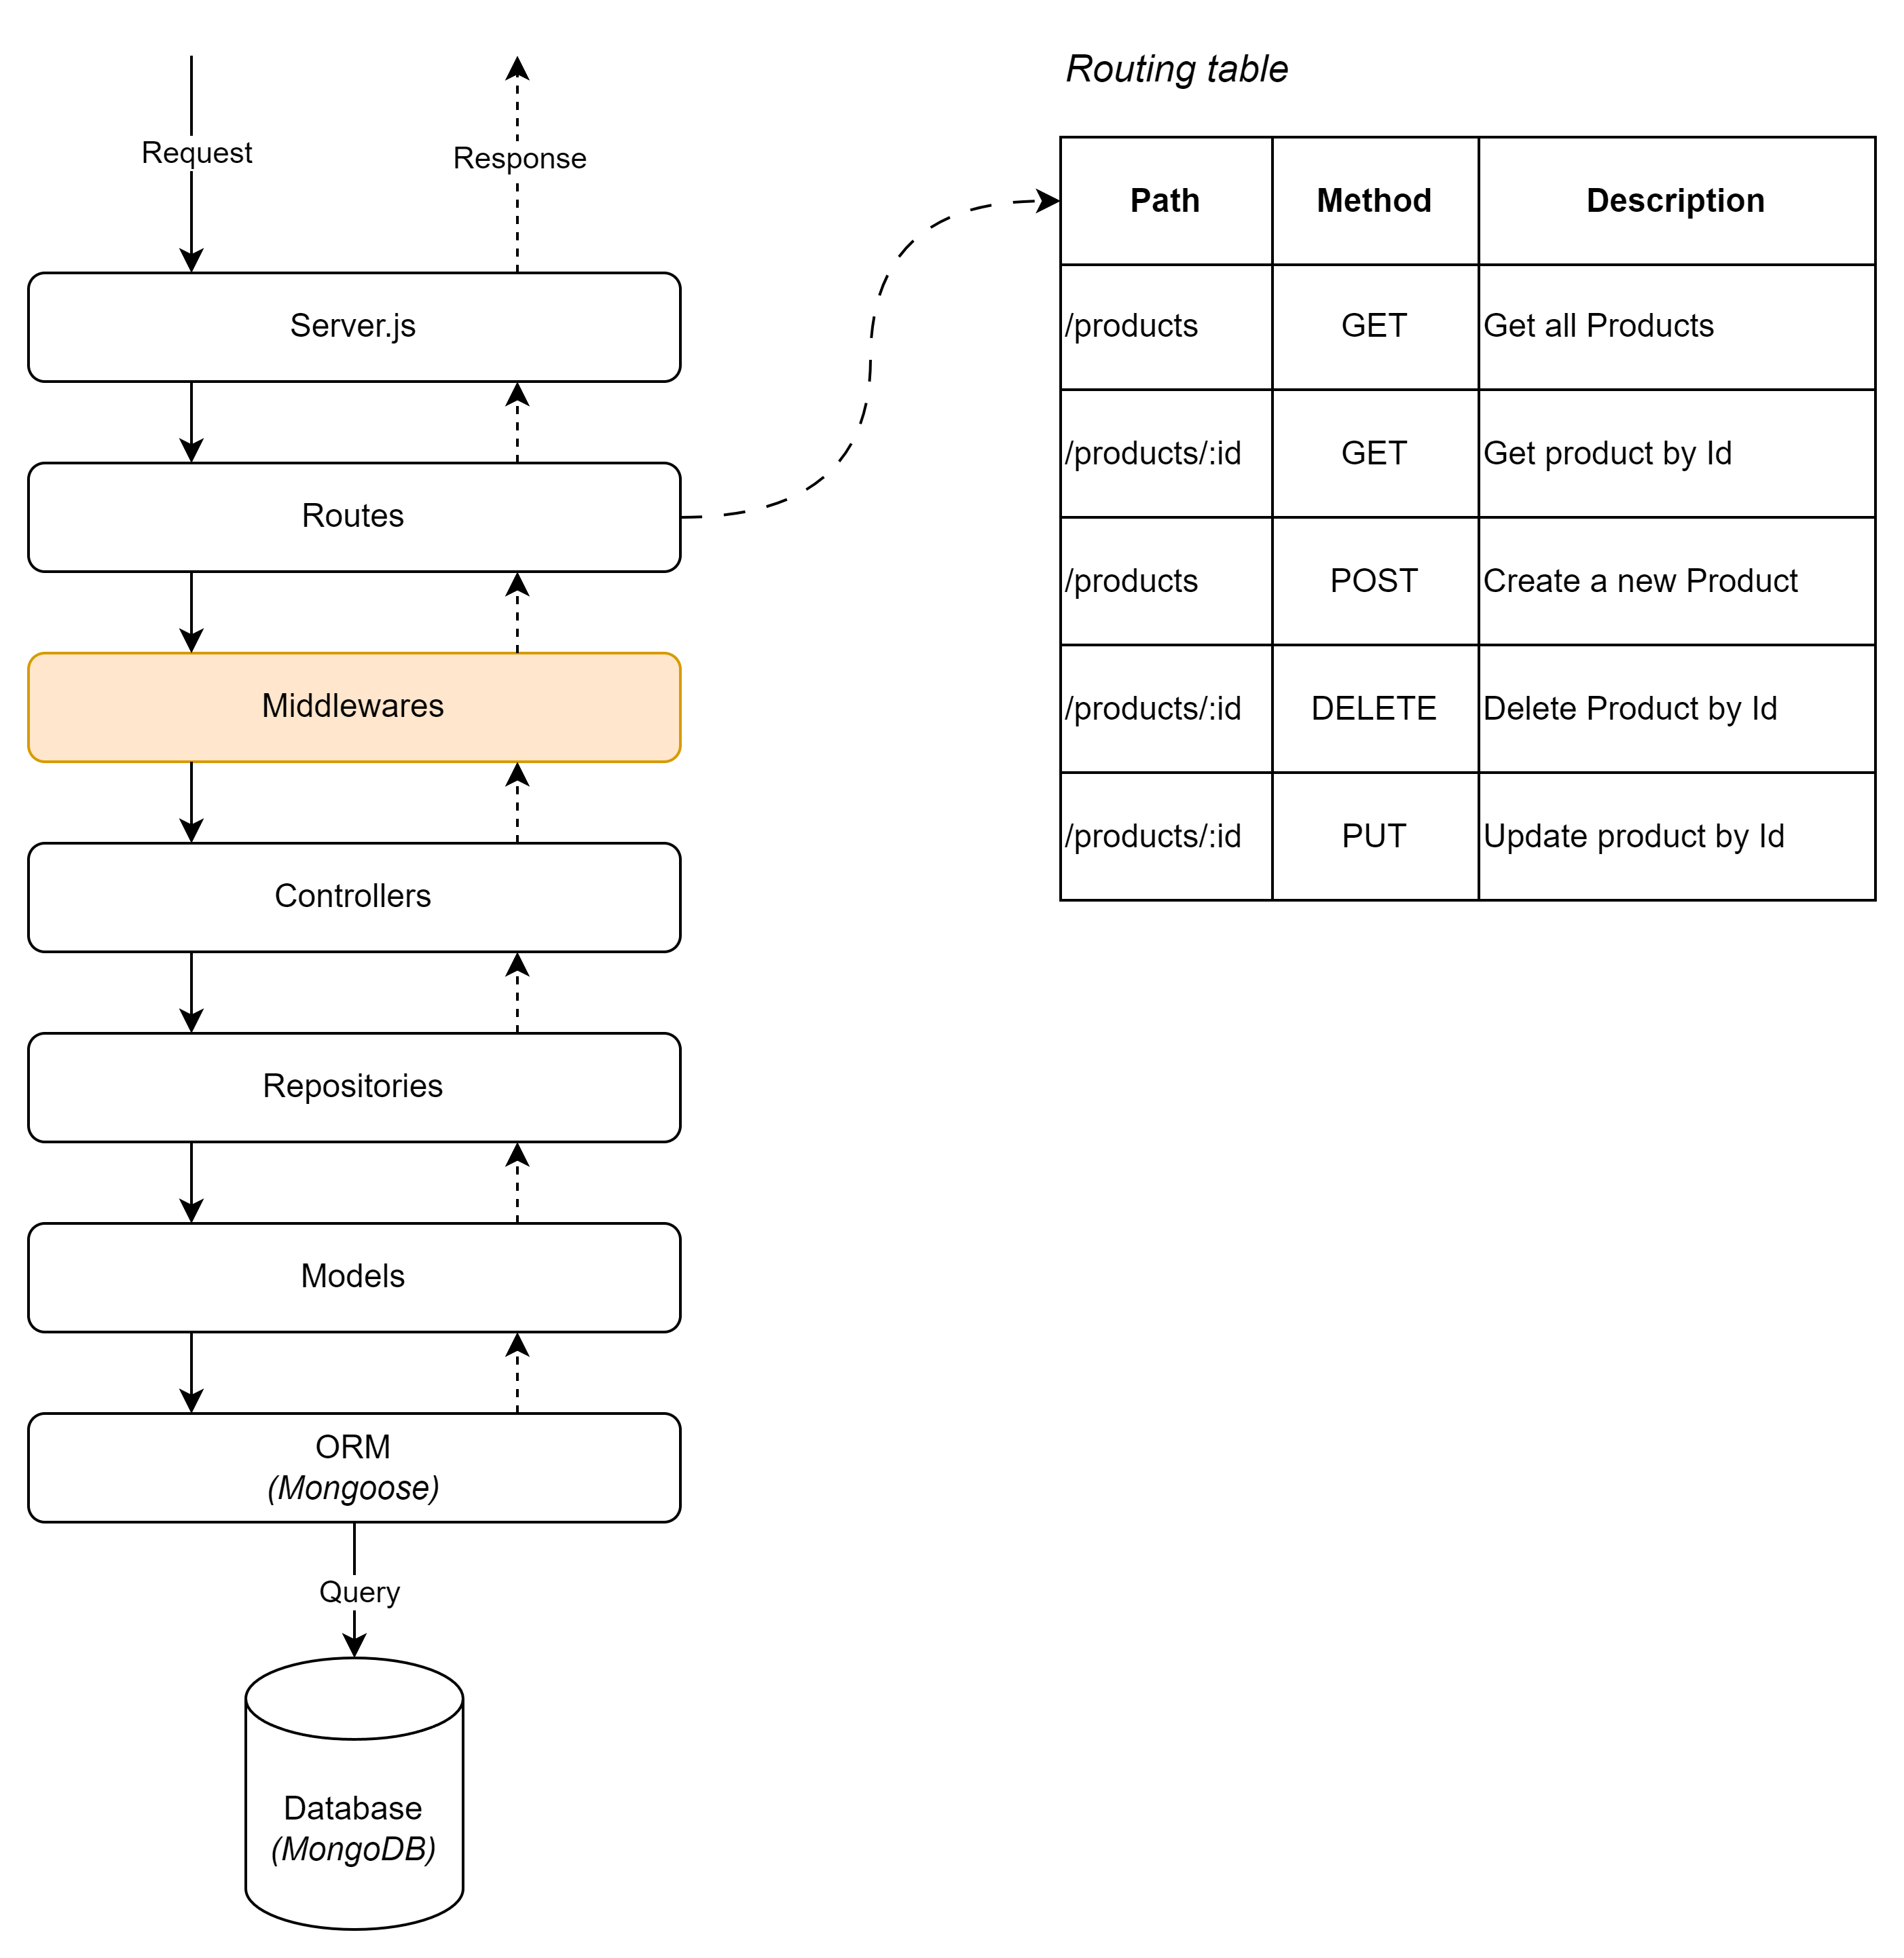 Request
Response
Server.js
Routes
Middlewares
Controllers
Repositories
Models
ORM
(Mongoose)
Query
Database
(MongoDB)
Routing table
Path Method Description
/products GET Get all Products
/products/:id GET Get product by Id
/products POST Create a new Product
/products/:id DELETE Delete Product by Id
/products/:id PUT Update product by Id